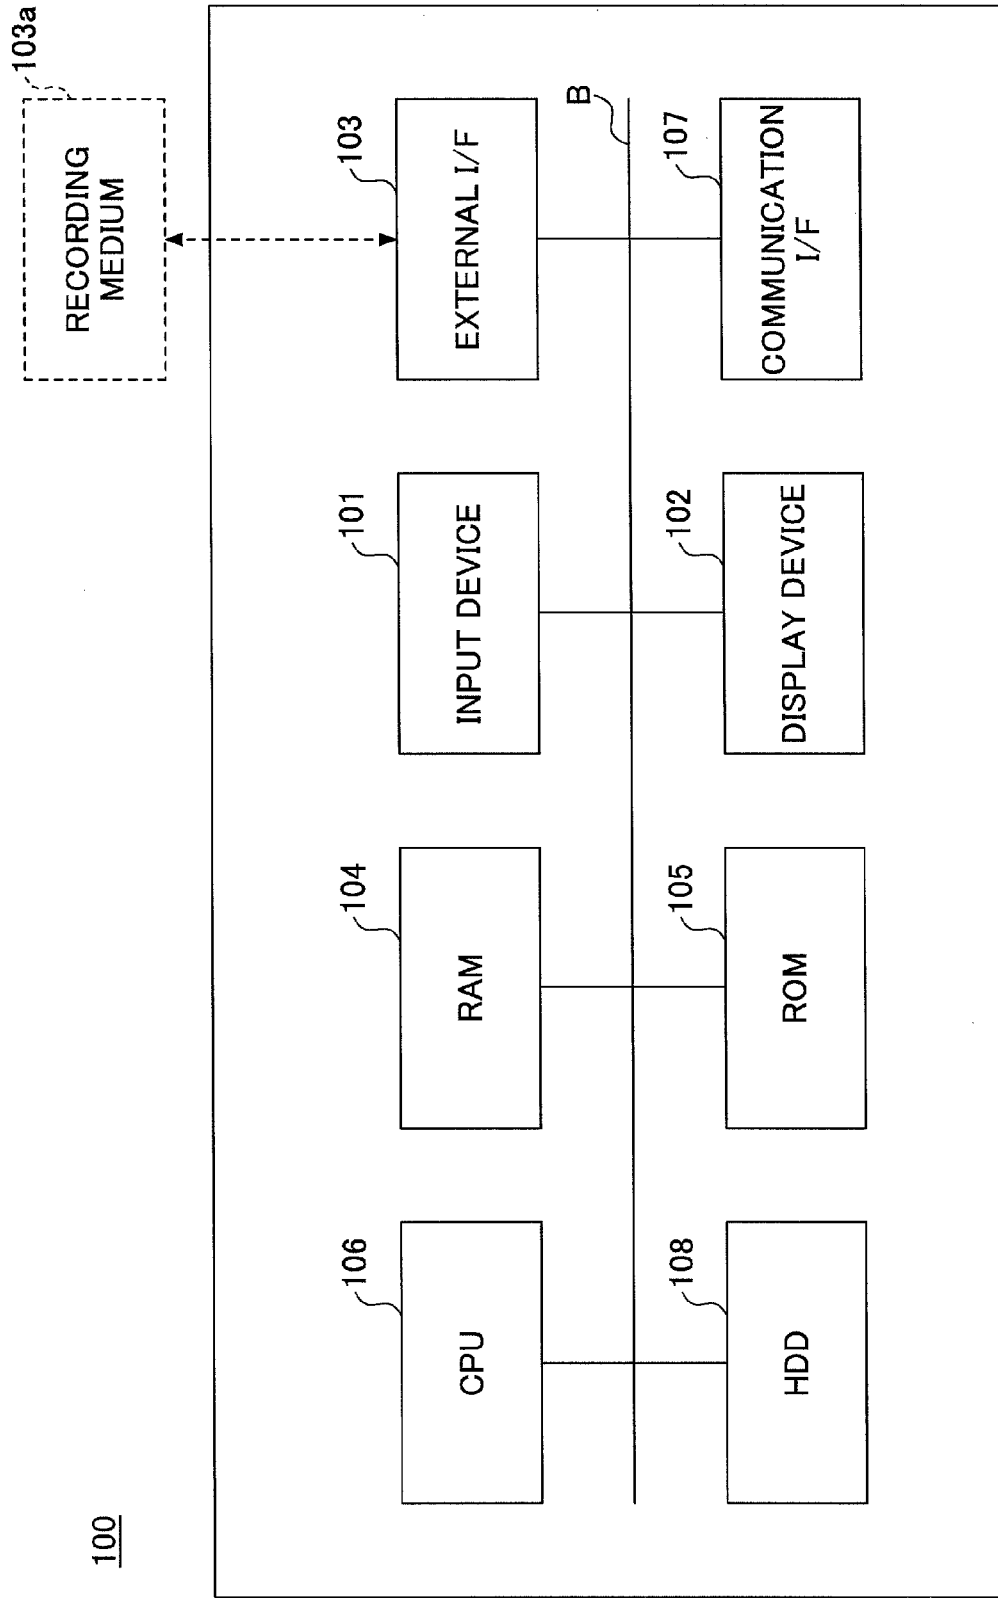 100
103a
RECORDING
MEDIUM
106
CPU
104
RAM
101
INPUT DEVICE
103
EXTERNAL I/F
B
108
HDD
105
ROM
102
DISPLAY DEVICE
107
COMMUNICATION
I/F